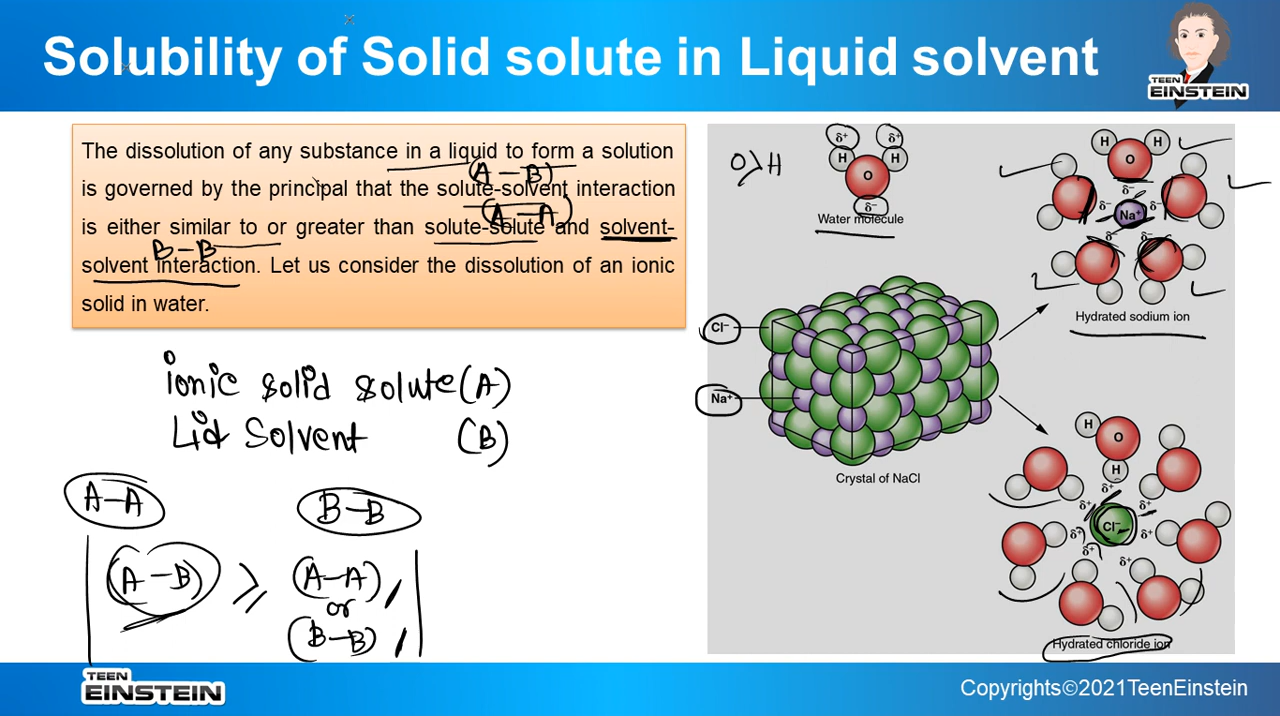 Solubility of Solid solute in Liquid solvent
TEEN
EINSTEIN
The dissolution of any substance in a liquid to form a solution
(A-B)
is governed by the principal that the solute-solvent interaction
(A-A)
is either similar to or greater than solute-solute and solvent-
B-B
solvent interaction. Let us consider the dissolution of an ionic
solid in water.
ionic solid solute (A)
Lid Solvent (B)
A-A B-B
(A-B) ≥ (A-A),
or
(B-B),
O>H
δ+ δ+
H H
O
δ−
Water molecule
H H
O
δ−
δ− Na+ δ−
δ− δ−
Hydrated sodium ion
Cl−
Na+
Crystal of NaCl
H O
H
δ+
δ+ δ+
Cl−
δ+ δ+
δ+ δ+
Hydrated chloride ion
TEEN
EINSTEIN
Copyrights©2021TeenEinstein